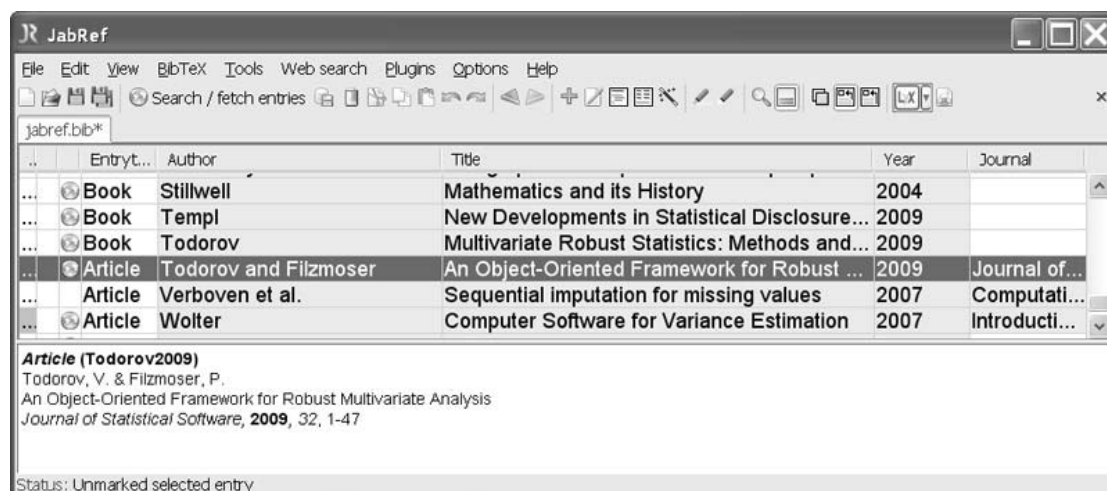 JabRef
File Edit View BibTeX Tools Web search Plugins Options Help
Search / fetch entries
jabref.bib*
.. Entryt... Author Title Year Journal
... Book Stillwell Mathematics and its History 2004
... Book Templ New Developments in Statistical Disclosure... 2009
... Book Todorov Multivariate Robust Statistics: Methods and... 2009
... Article Todorov and Filzmoser An Object-Oriented Framework for Robust ... 2009 Journal of...
... Article Verboven et al. Sequential imputation for missing values 2007 Computati...
... Article Wolter Computer Software for Variance Estimation 2007 Introducti...
Article (Todorov2009)
Todorov, V. & Filzmoser, P.
An Object-Oriented Framework for Robust Multivariate Analysis
Journal of Statistical Software, 2009, 32, 1-47
Status: Unmarked selected entry